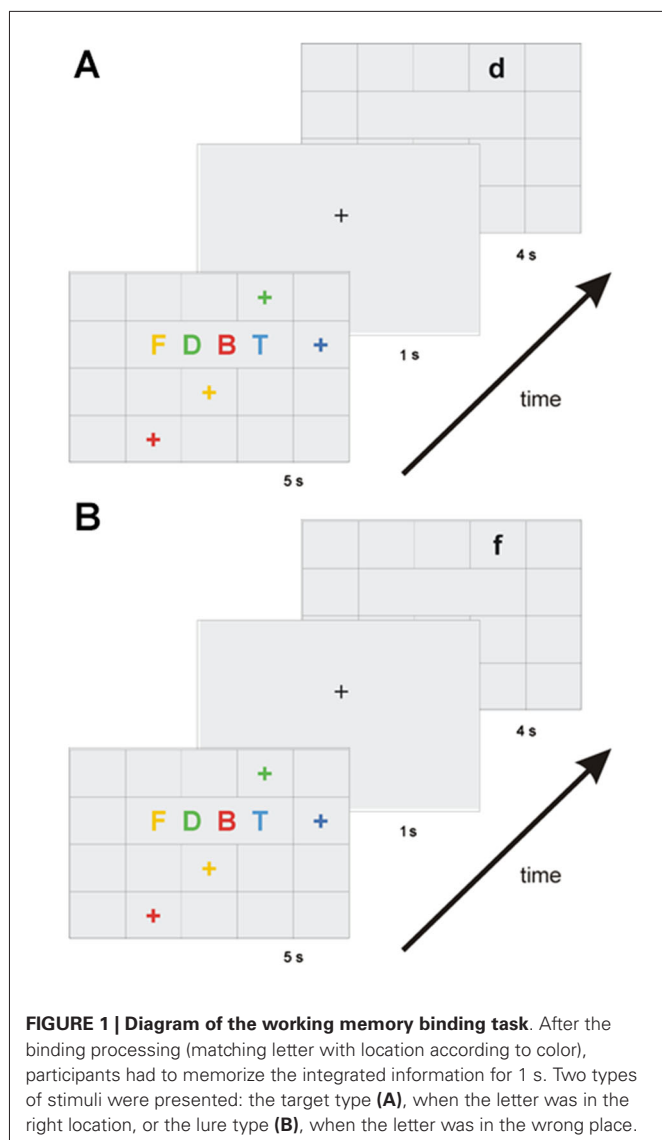 A
d
+
4 s
+
F D B T +
+
+
1 s
time
5 s
B
f
+
4 s
+
F D B T +
+
+
1 s
time
5 s
FIGURE 1 | Diagram of the working memory binding task. After the
binding processing (matching letter with location according to color),
participants had to memorize the integrated information for 1 s. Two types
of stimuli were presented: the target type (A), when the letter was in the
right location, or the lure type (B), when the letter was in the wrong place.